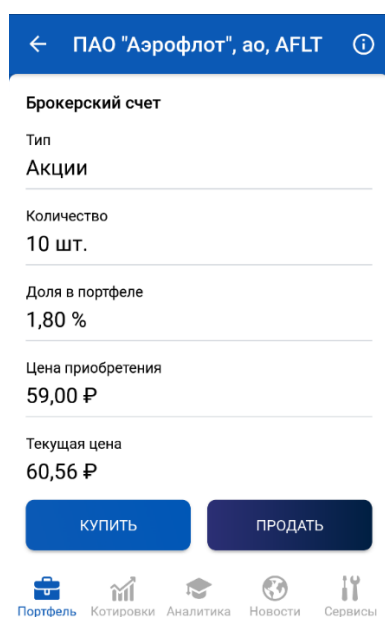 ПАО "Аэрофлот", ао, AFLT
Брокерский счет
Тип
Акции
Количество
10 шт.
Доля в портфеле
1,80 %
Цена приобретения
59,00 ₽
Текущая цена
60,56 ₽
КУПИТЬ ПРОДАТЬ
Портфель Котировки Аналитика Новости Сервисы